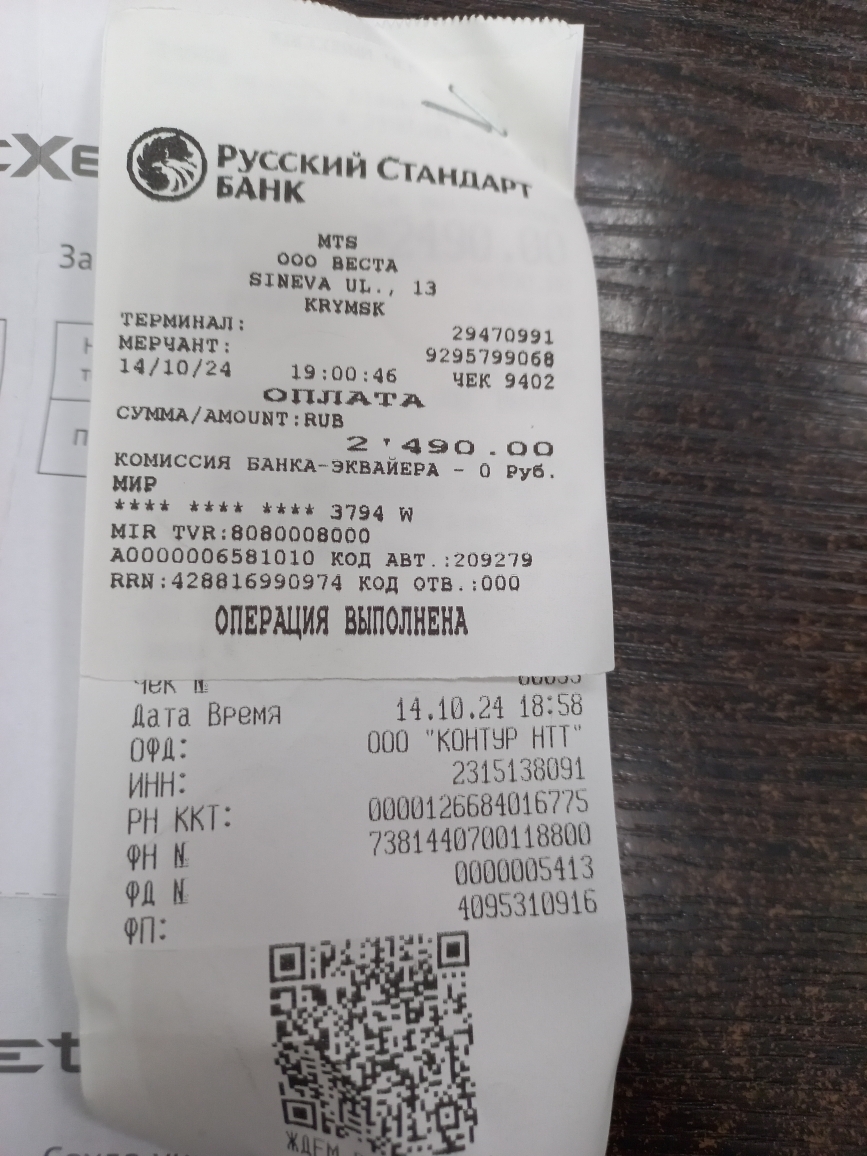 РУССКИЙ СТАНДАРТ
БАНК
MTS
ООО ВЕСТА
SINEVA UL., 13
KRYMSK
ТЕРМИНАЛ: 29470991
МЕРЧАНТ: 9295799068
14/10/24 19:00:46 ЧЕК 9402
ОПЛАТА
СУММА/AMOUNT:RUB
2'490.00
КОМИССИЯ БАНКА-ЭКВАЙЕРА - 0 Руб.
МИР
**** **** **** 3794 W
MIR TVR:8080008000
A0000006581010 КОД АВТ.:209279
RRN:428816990974 КОД ОТВ.:000
ОПЕРАЦИЯ ВЫПОЛНЕНА
Чек №
Дата Время 14.10.24 18:58
ОФД: ООО "КОНТУР НТТ"
ИНН: 2315138091
РН ККТ: 0000126684016775
ФН № 7381440700118800
ФД № 0000005413
ФП: 4095310916
ЖДЕМ
За